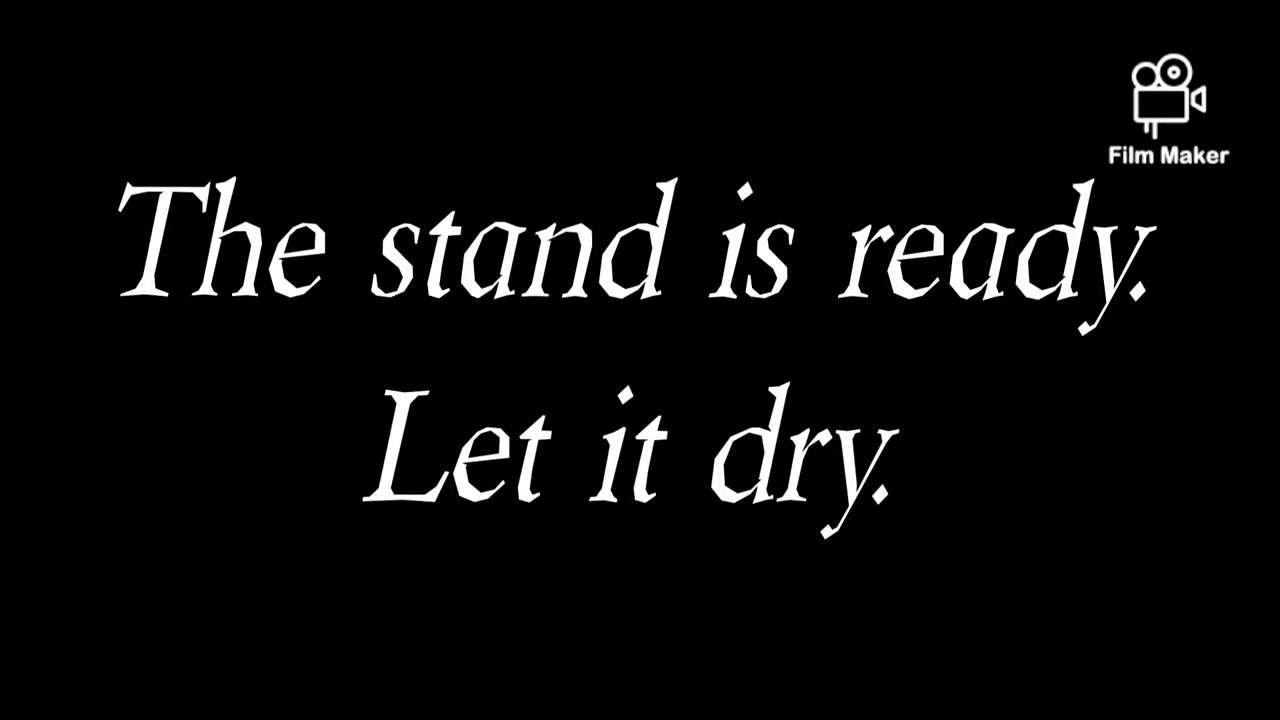 Film Maker
The stand is ready.
Let it dry.